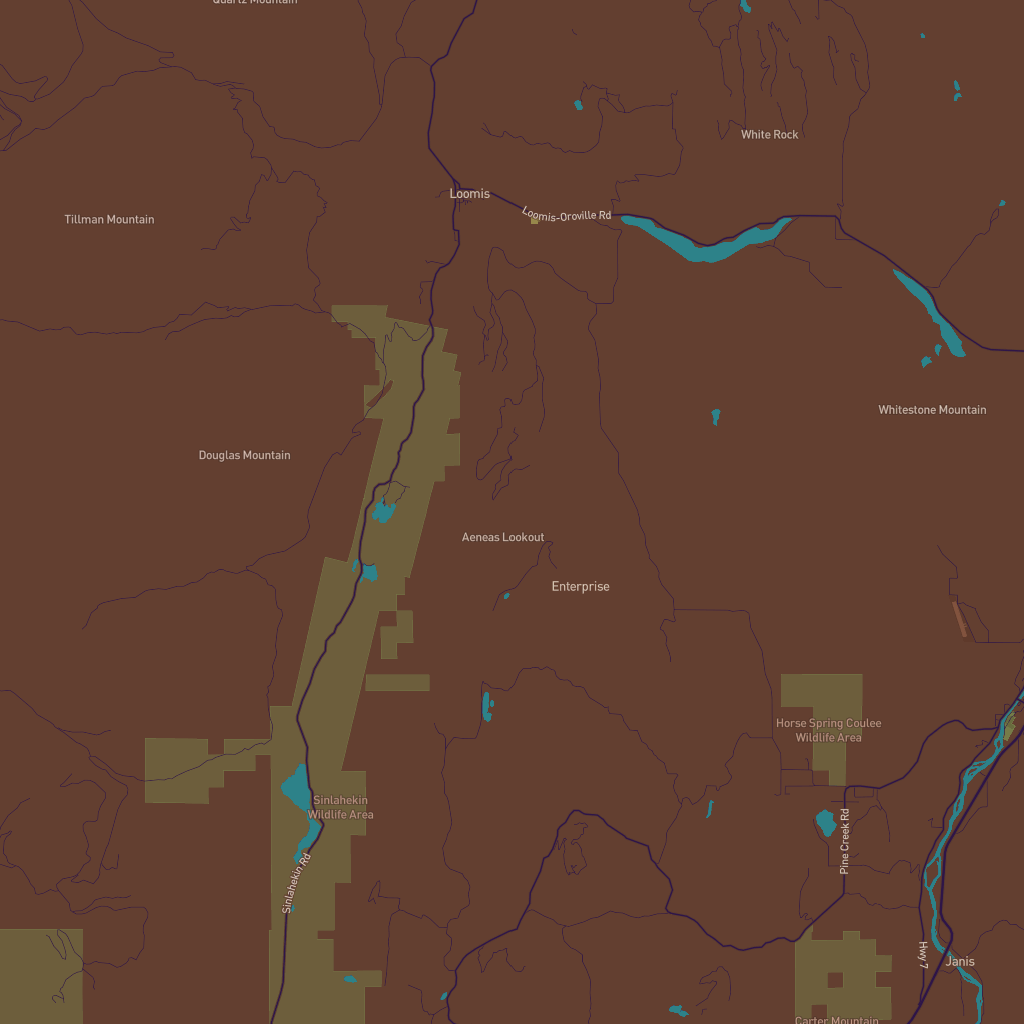 Quartz Mountain
White Rock
Loomis
Tillman Mountain
Loomis-Oroville Rd
Whitestone Mountain
Douglas Mountain
Aeneas Lookout
Enterprise
Horse Spring Coulee
Wildlife Area
Sinlahekin
Wildlife Area
Pine Creek Rd
Sinlahekin Rd
Hwy 7
Janis
Carter Mountain